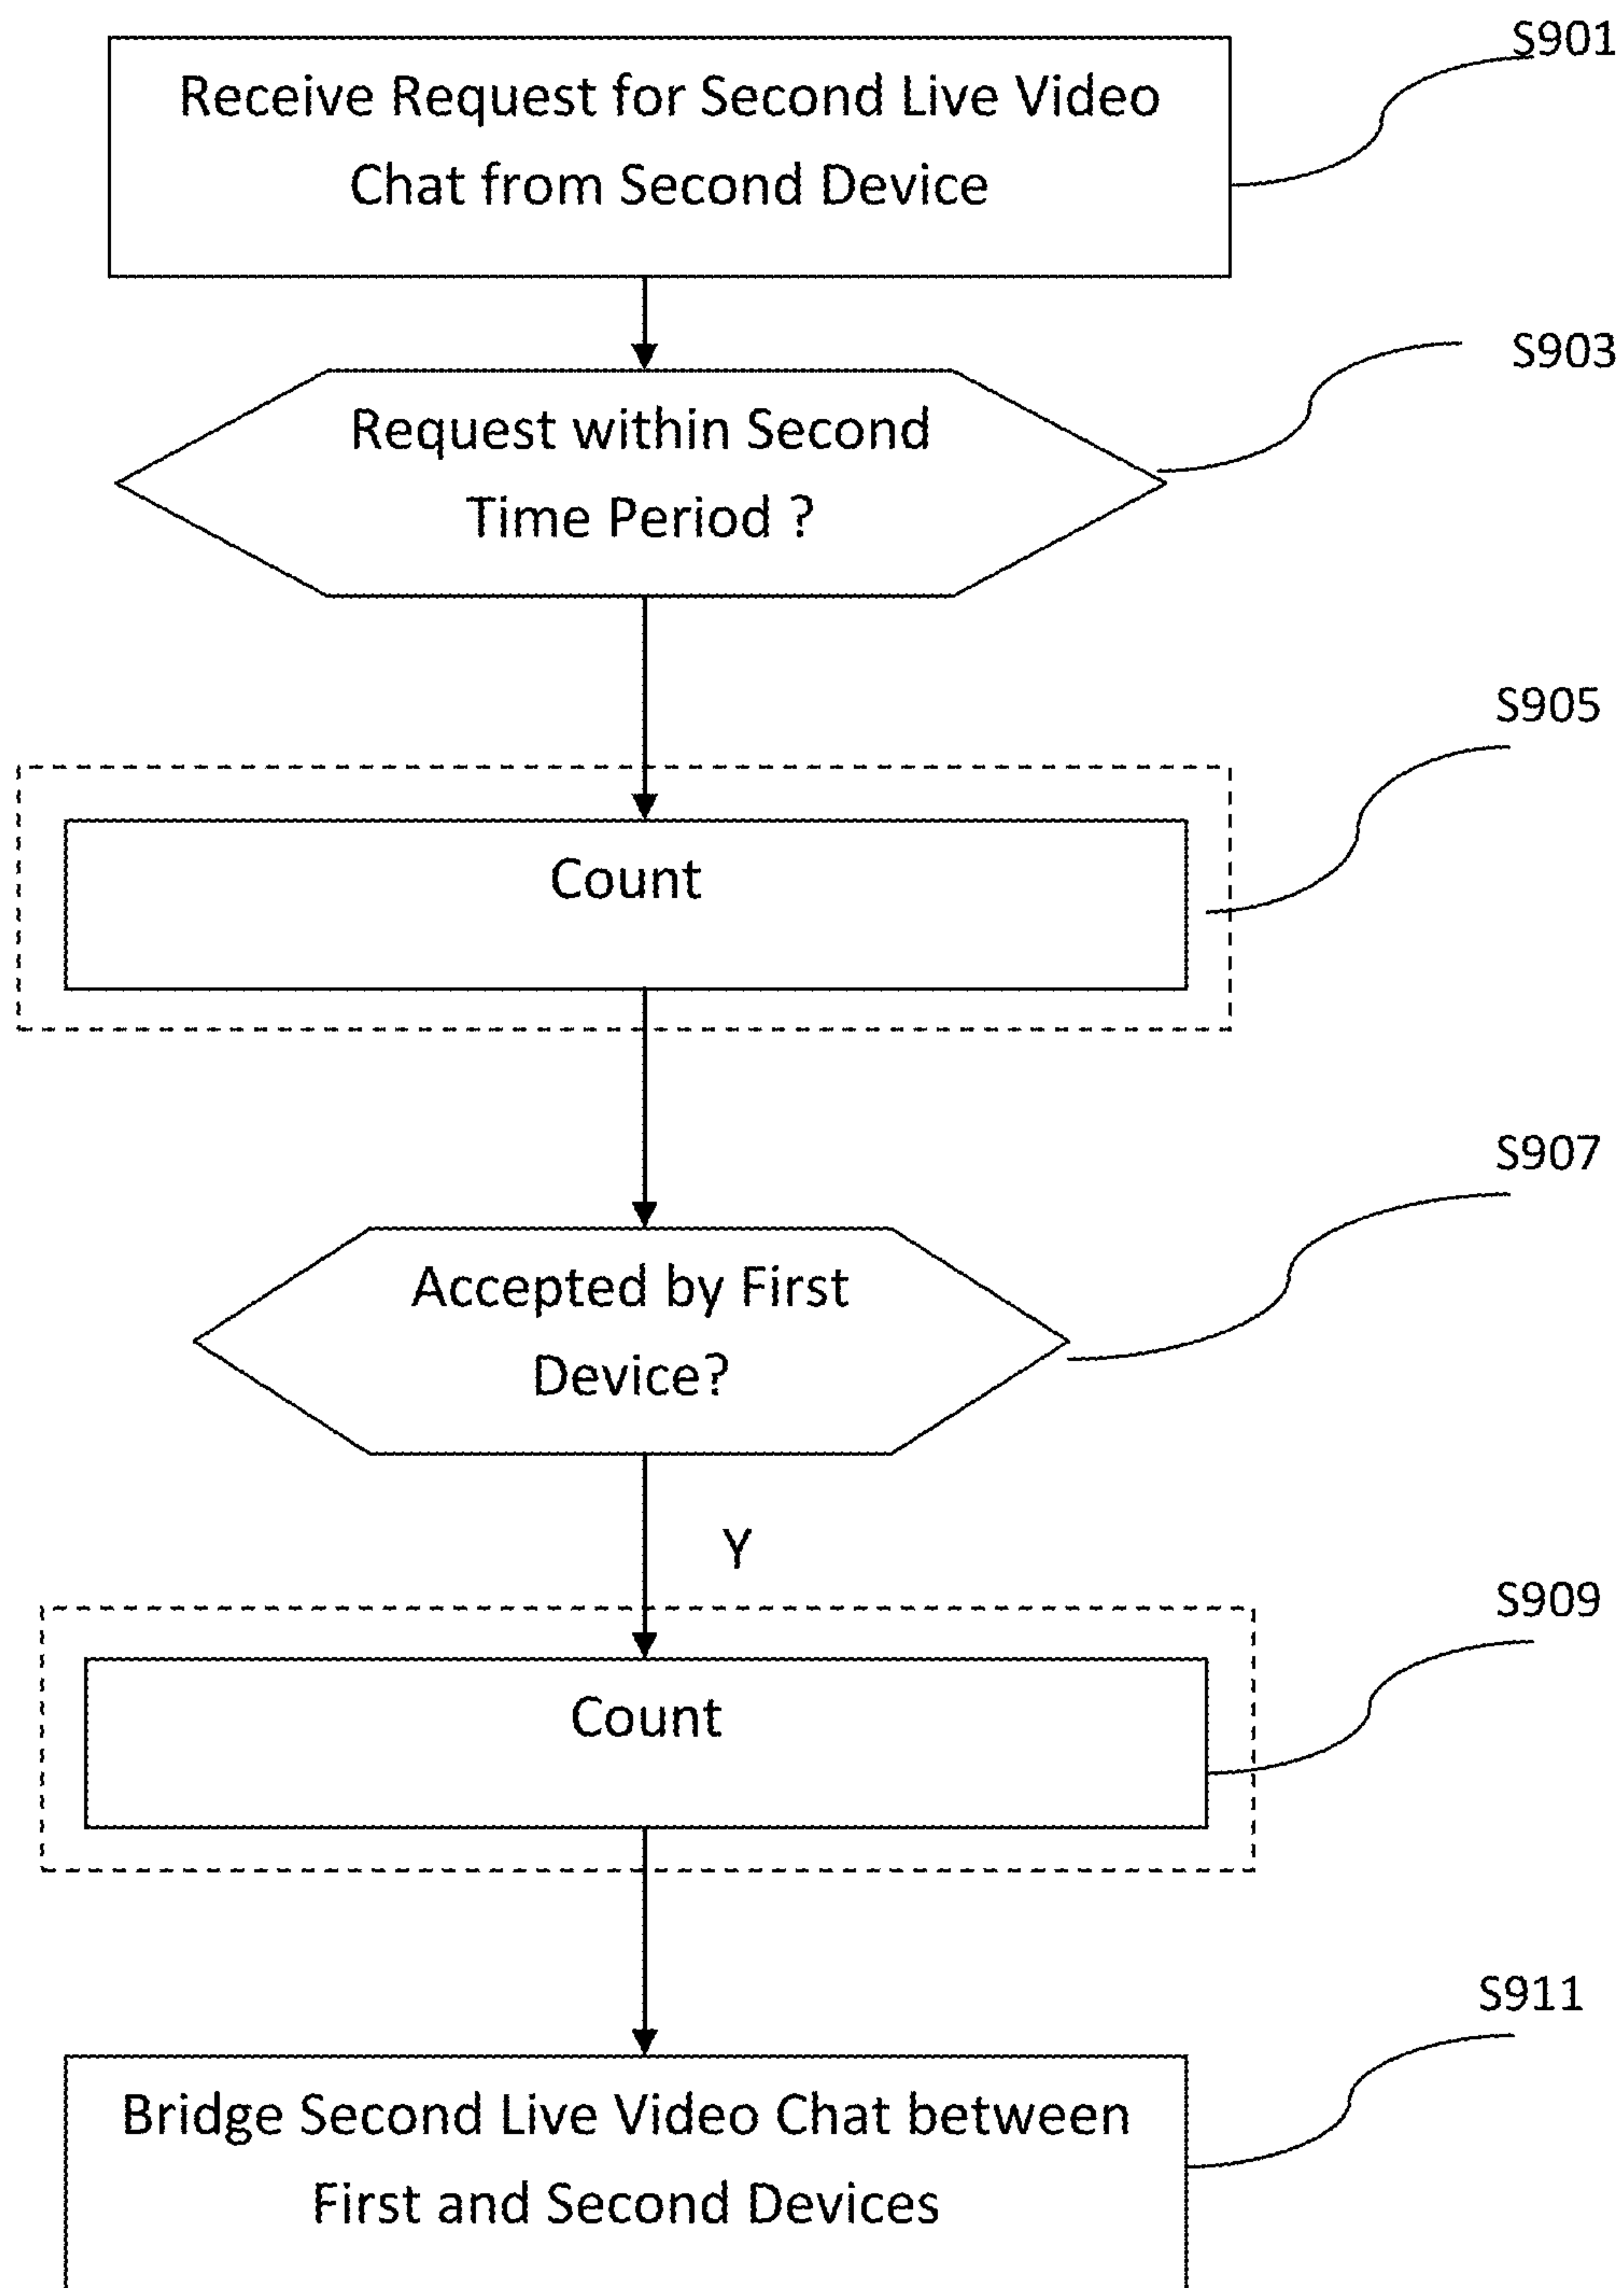 S901
Receive Request for Second Live Video
Chat from Second Device
S903
Request within Second
Time Period ?
S905
Count
S907
Accepted by First
Device?
Y
S909
Count
S911
Bridge Second Live Video Chat between
First and Second Devices